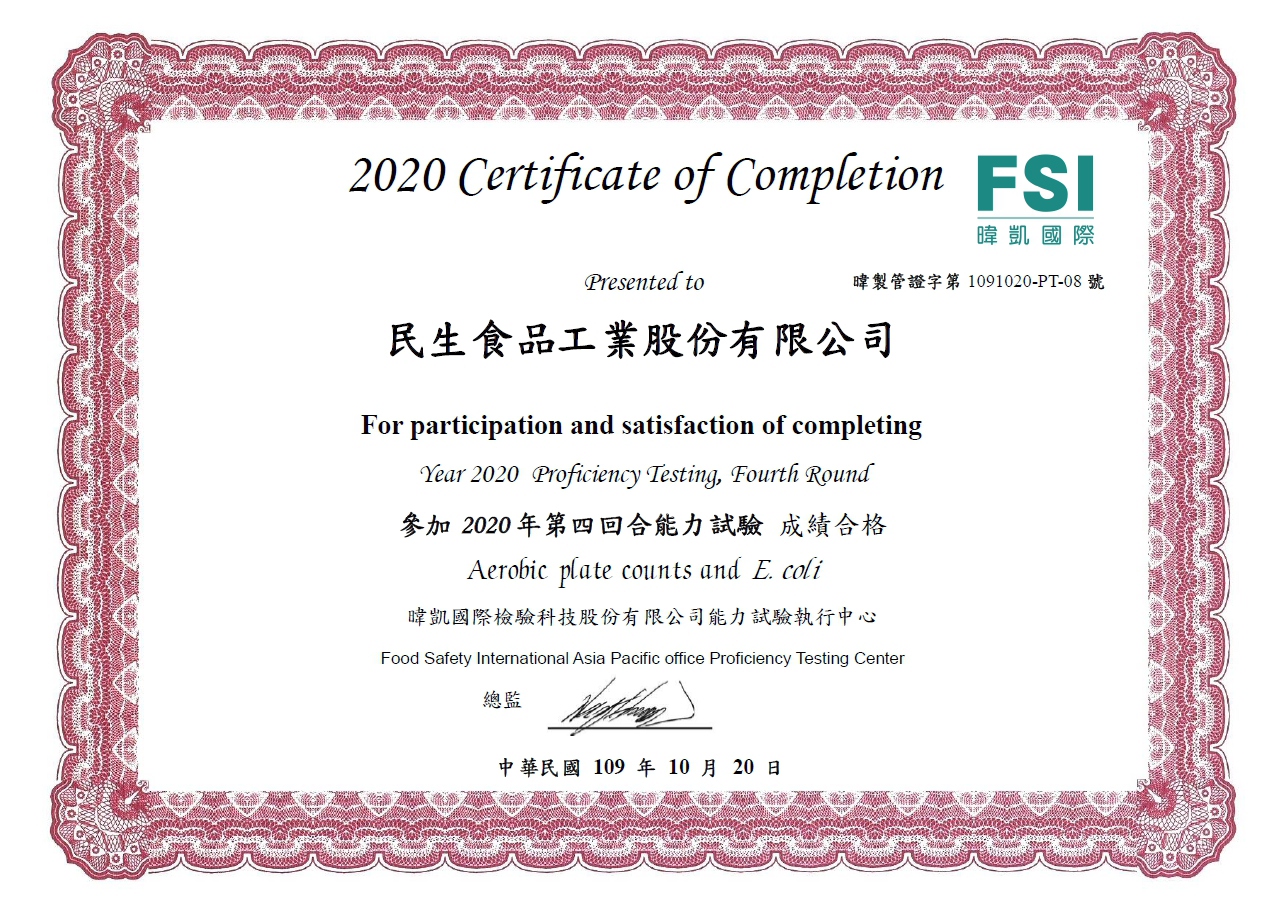 2020 Certificate of Completion
FSI
暐凱國際
Presented to
暐製管證字第 1091020-PT-08 號
民生食品工業股份有限公司
For participation and satisfaction of completing
Year 2020 Proficiency Testing, Fourth Round
參加 2020 年第四回合能力試驗 成績合格
Aerobic plate counts and E. coli
暐凱國際檢驗科技股份有限公司能力試驗執行中心
Food Safety International Asia Pacific office Proficiency Testing Center
總監
中華民國 109 年 10 月 20 日